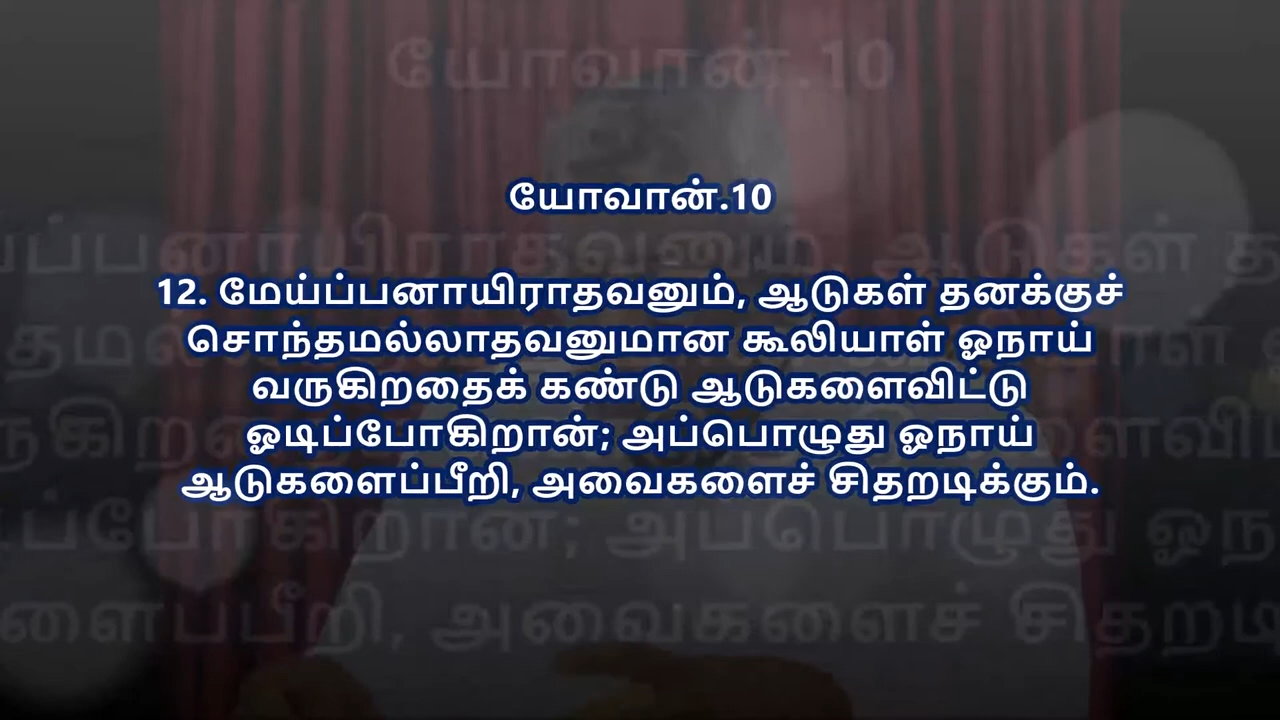 யோவான்.10
12. மேய்ப்பனாயிராதவனும், ஆடுகள் தனக்குச்
சொந்தமல்லாதவனுமான கூலியாள் ஓநாய்
வருகிறதைக் கண்டு ஆடுகளைவிட்டு
ஓடிப்போகிறான்; அப்பொழுது ஓநாய்
ஆடுகளைப்பீறி, அவைகளைச் சிதறடிக்கும்.